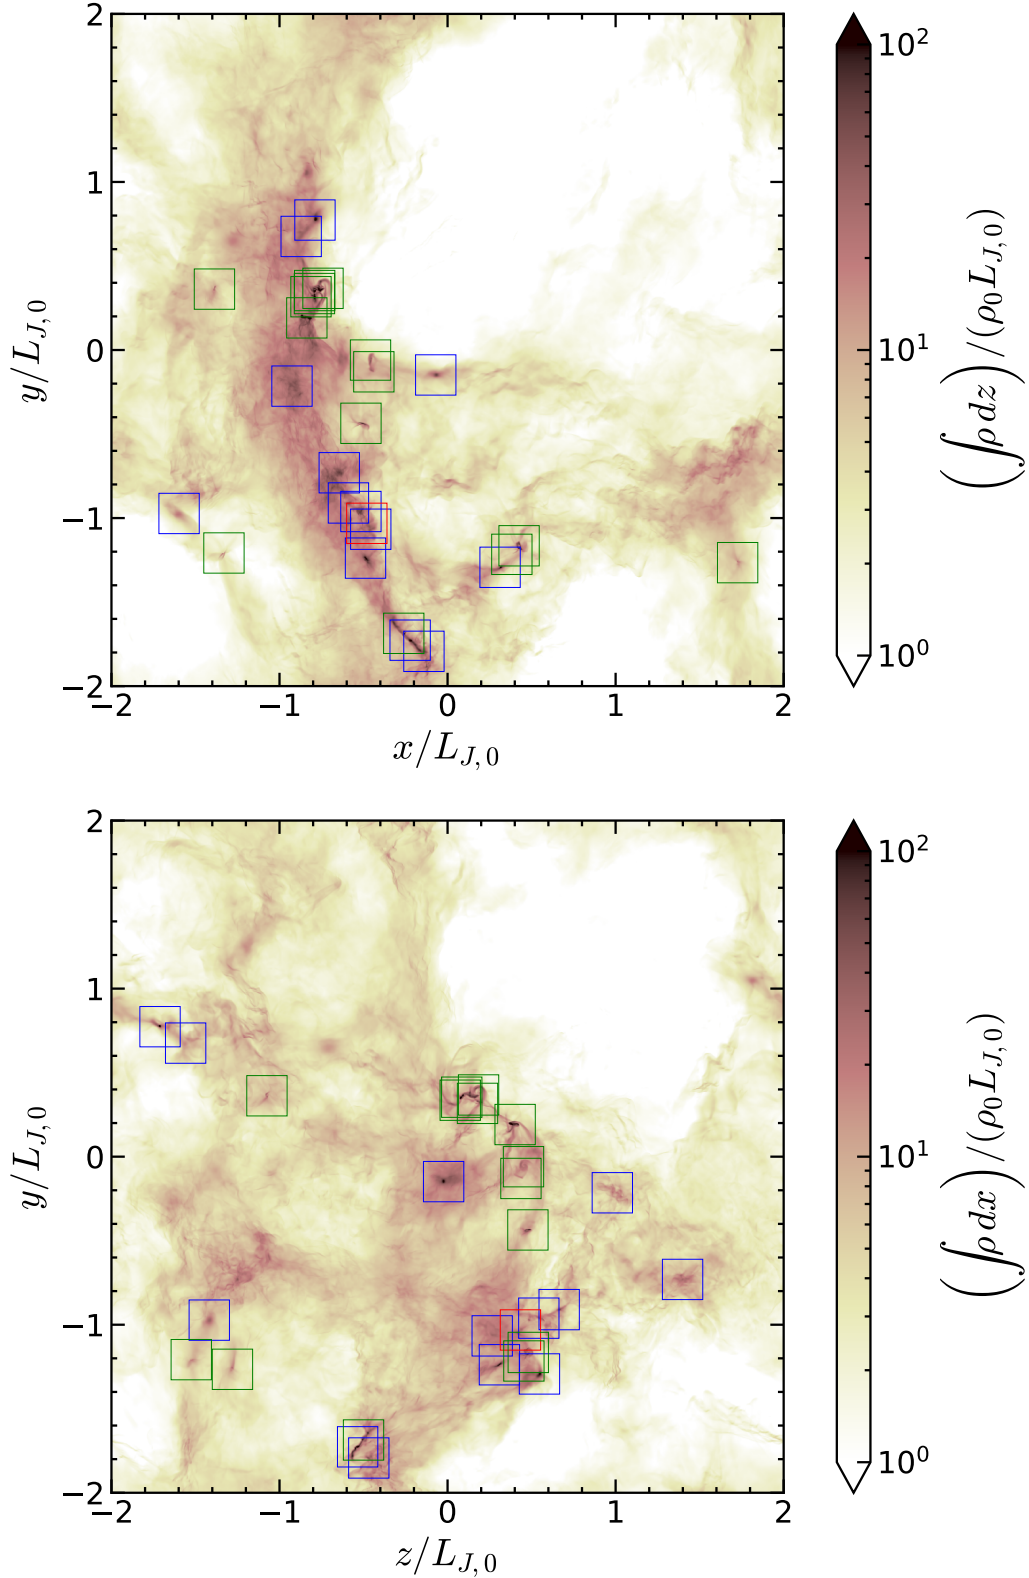 2
1
0
−1
−2
y/L_{J,0}
−2 −1 0 1 2
x/L_{J,0}
10^2
10^1
10^0
(∫ρ dz)/(ρ_0 L_{J,0})
2
1
0
−1
−2
y/L_{J,0}
−2 −1 0 1 2
z/L_{J,0}
10^2
10^1
10^0
(∫ρ dx)/(ρ_0 L_{J,0})